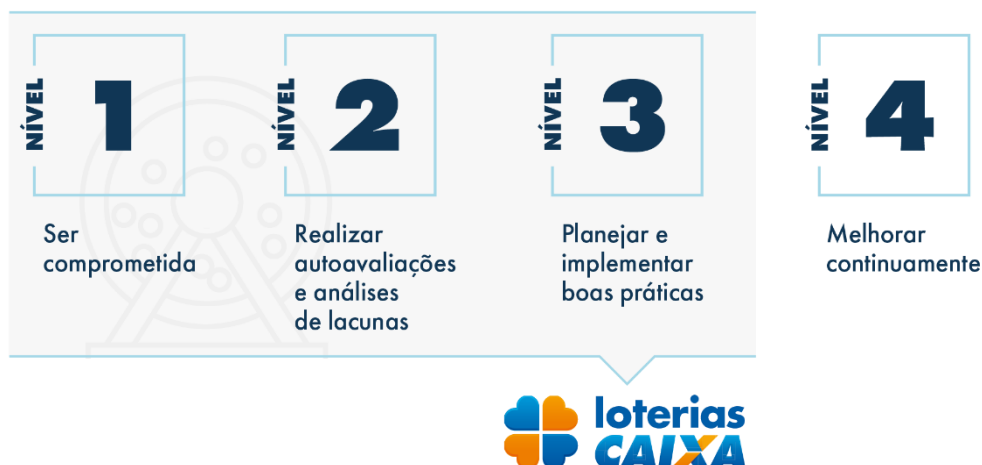 NÍVEL
1
Ser
comprometida
NÍVEL
2
Realizar
autoavaliações
e análises
de lacunas
NÍVEL
3
Planejar e
implementar
boas práticas
NÍVEL
4
Melhorar
continuamente
loterias
CAIXA